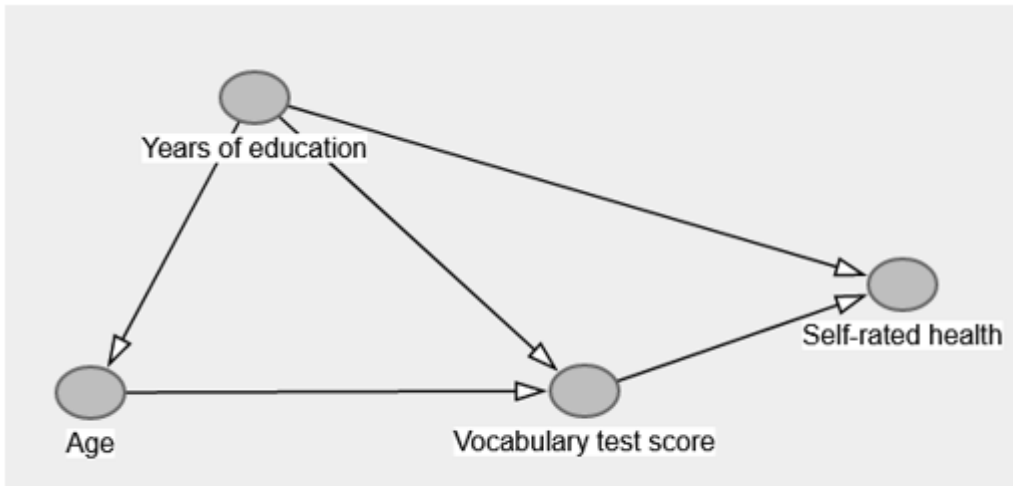 Years of education
Self-rated health
Age
Vocabulary test score